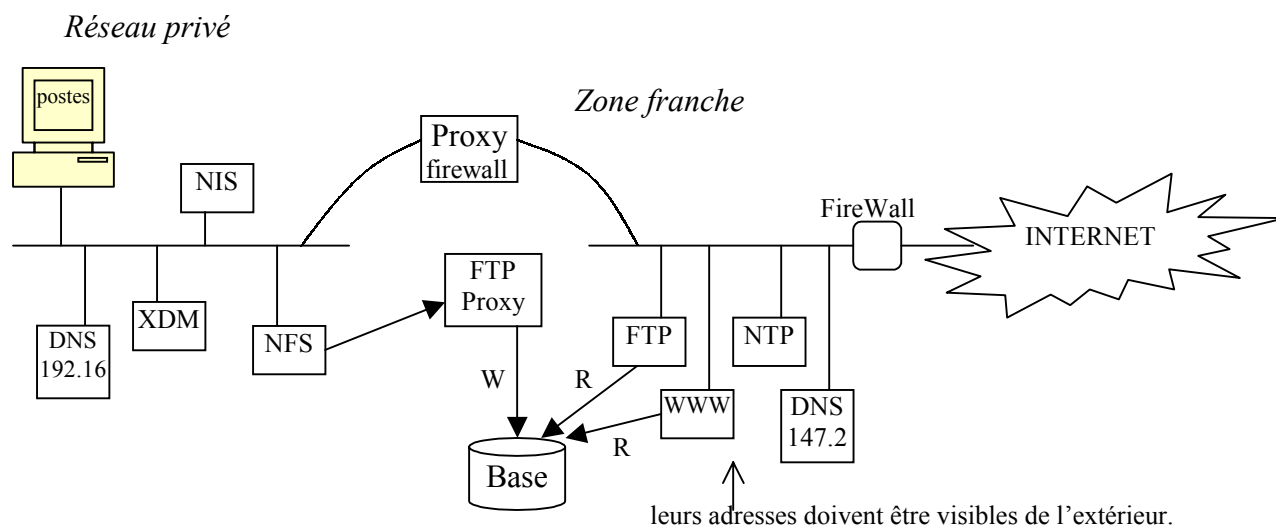 Réseau privé
postes
Zone franche
Proxy
firewall
NIS
FireWall
INTERNET
FTP
Proxy
XDM
DNS
192.16
NFS
FTP
NTP
W
R
WWW
DNS
147.2
R
Base
leurs adresses doivent être visibles de l'extérieur.